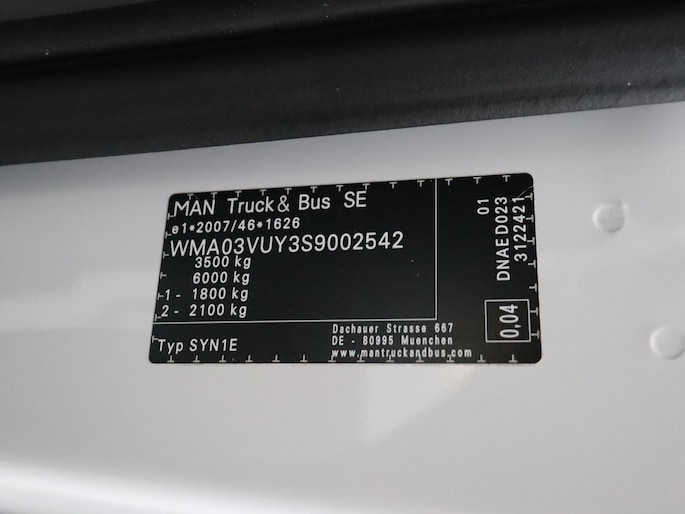 MAN Truck & Bus SE
e1*2007/46*1626
WMA03VUY3S9002542
3500 kg
6000 kg
1 - 1800 kg
2 - 2100 kg
Typ SYN1E
Dachauer Strasse 667
DE - 80995 Muenchen
www.mantruckandbus.com
01
DNAED023
3122421
0,04